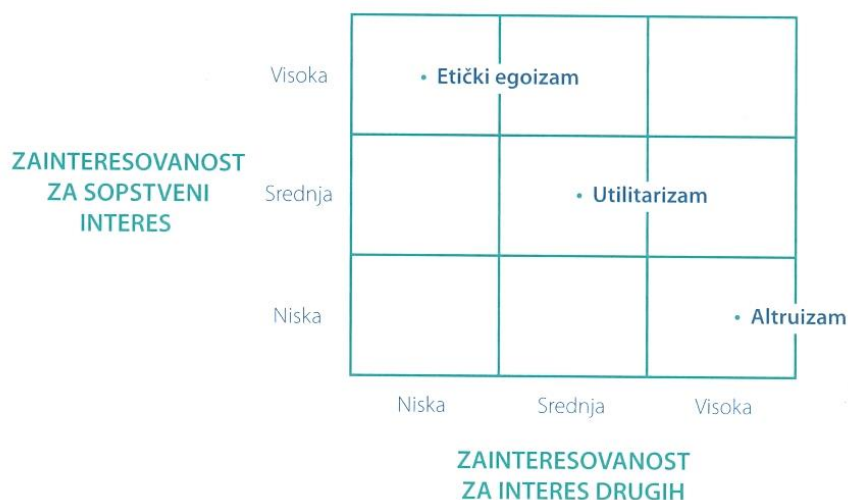 Visoka
• Etički egoizam
ZAINTERESOVANOST
ZA SOPSTVENI
INTERES
Srednja
• Utilitarizam
Niska
• Altruizam
Niska
Srednja
Visoka
ZAINTERESOVANOST
ZA INTERES DRUGIH